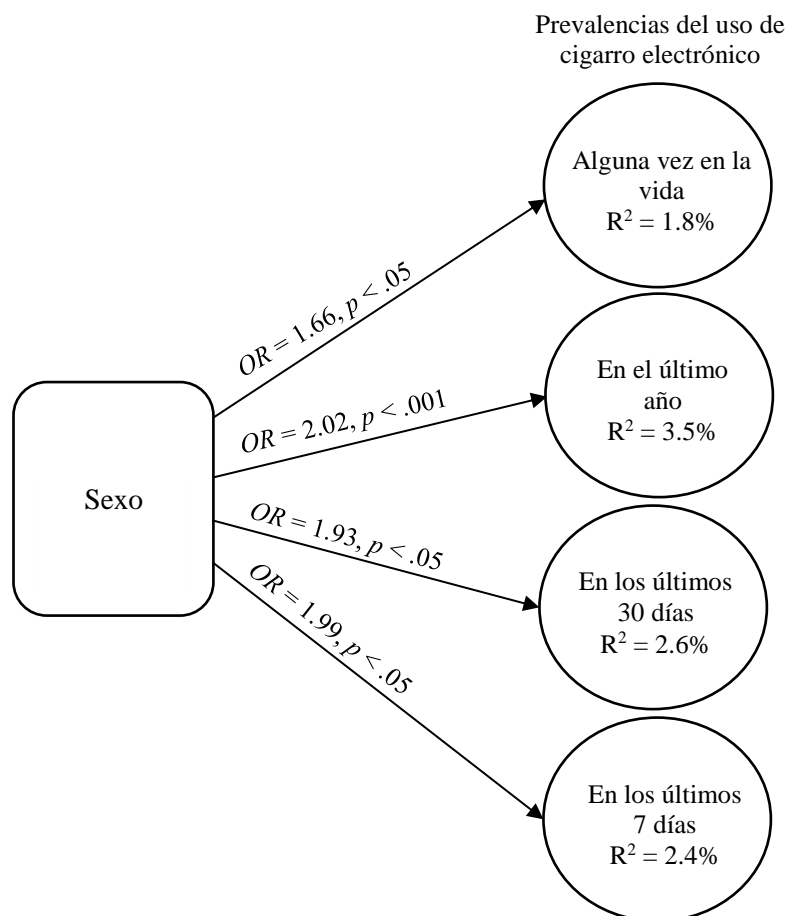 Prevalencias del uso de
cigarro electrónico
Alguna vez en la
vida
R² = 1.8%
OR = 1.66, p < .05
En el último
año
R² = 3.5%
OR = 2.02, p < .001
Sexo
OR = 1.93, p < .05
En los últimos
30 días
R² = 2.6%
OR = 1.99, p < .05
En los últimos
7 días
R² = 2.4%